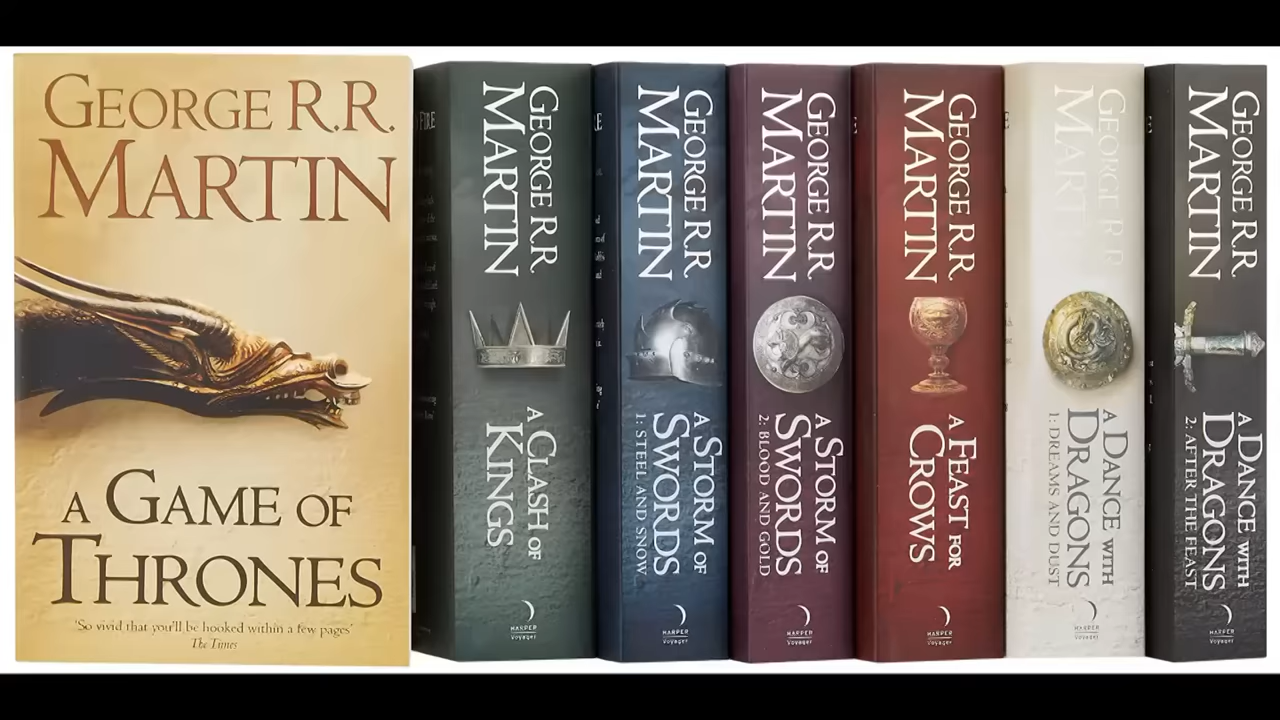 GEORGE R.R.
MARTIN
A GAME OF
THRONES
'So vivid that you'll be hooked within a few pages'
The Times
FIRE
GEORGE R.R.
MARTIN
A CLASH OF
KINGS
HARPER
Voyager
GEORGE R.R.
MARTIN
A STORM OF
SWORDS
1: STEEL AND SNOW
HARPER
Voyager
GEORGE R.R.
MARTIN
A STORM OF
SWORDS
2: BLOOD AND GOLD
HARPER
Voyager
GEORGE R.R.
MARTIN
A FEAST FOR
CROWS
HARPER
Voyager
GEORGE R.R.
MART
A DANCE WITH
DRAGONS
1: DREAMS AND DUST
HARPER
Voyager
GEORGE R.R.
MARTIN
A DANCE WITH
DRAGONS
2: AFTER THE FEAST
HARPER
Voyager